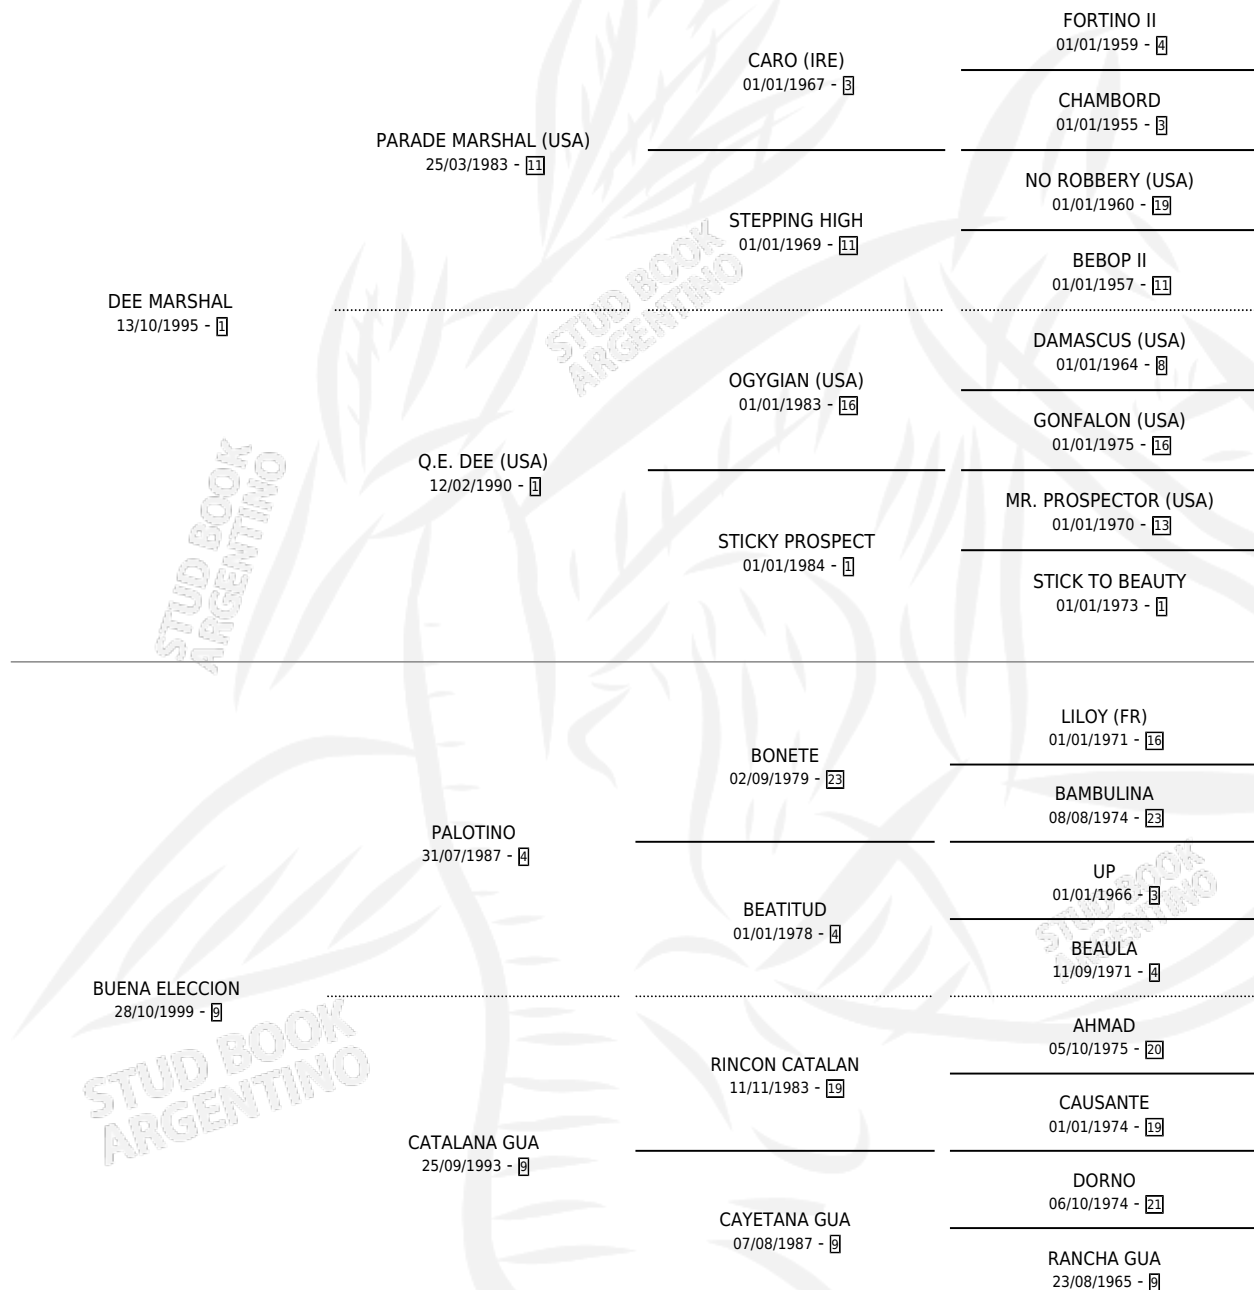 FORTINO II
01/01/1959 - 4
CARO (IRE)
01/01/1967 - 3
CHAMBORD
01/01/1955 - 3
PARADE MARSHAL (USA)
25/03/1983 - 11
NO ROBBERY (USA)
01/01/1960 - 19
STEPPING HIGH
01/01/1969 - 11
BEBOP II
01/01/1957 - 11
DEE MARSHAL
13/10/1995 - 1
STUD BOOK
ARGENTINO
DAMASCUS (USA)
01/01/1964 - 8
OGYGIAN (USA)
01/01/1983 - 16
GONFALON (USA)
01/01/1975 - 16
Q.E. DEE (USA)
12/02/1990 - 1
MR. PROSPECTOR (USA)
01/01/1970 - 13
STICKY PROSPECT
01/01/1984 - 1
STICK TO BEAUTY
01/01/1973 - 1
STUD BOOK
ARGENTINO
LILOY (FR)
01/01/1971 - 16
BONETE
02/09/1979 - 23
BAMBULINA
08/08/1974 - 23
PALOTINO
31/07/1987 - 4
UP
01/01/1966 - 3
BEATITUD
01/01/1978 - 4
STUD BOOK
ARGENTINO
BEAULA
11/09/1971 - 4
BUENA ELECCION
28/10/1999 - 9
STUD BOOK
ARGENTINO
AHMAD
05/10/1975 - 20
RINCON CATALAN
11/11/1983 - 19
CAUSANTE
01/01/1974 - 19
CATALANA GUA
25/09/1993 - 9
DORNO
06/10/1974 - 21
CAYETANA GUA
07/08/1987 - 9
RANCHA GUA
23/08/1965 - 9